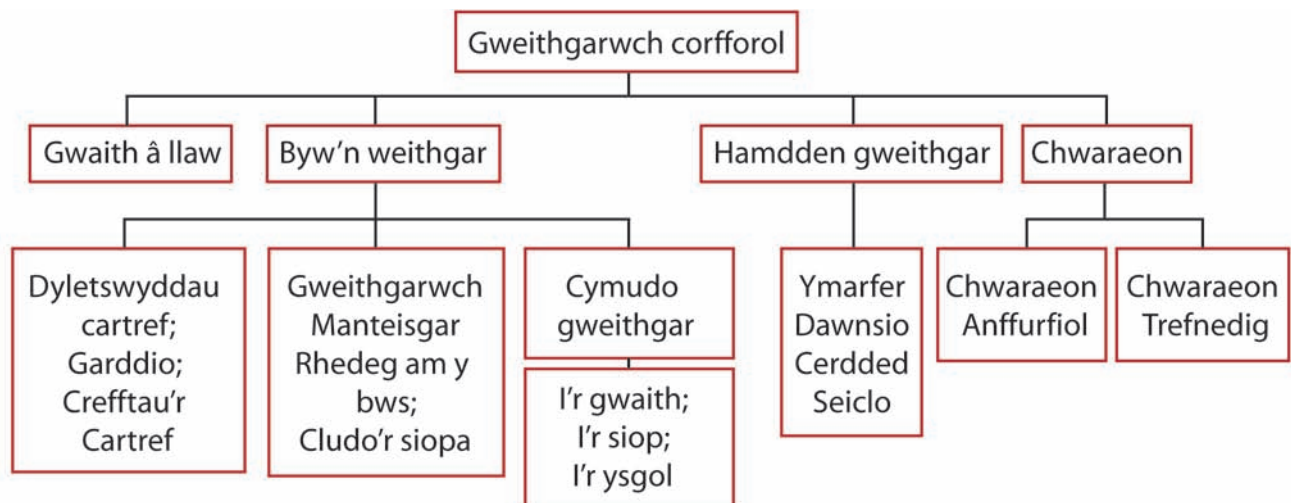 Gweithgarwch corfforol
Gwaith â llaw
Byw'n weithgar
Hamdden gweithgar
Chwaraeon
Dyletswyddau
cartref;
Garddio;
Crefftau'r
Cartref
Gweithgarwch
Manteisgar
Rhedeg am y
bws;
Cludo'r siopa
Cymudo
gweithgar
I'r gwaith;
I'r siop;
I'r ysgol
Ymarfer
Dawnsio
Cerdded
Seiclo
Chwaraeon
Anffurfiol
Chwaraeon
Trefnedig